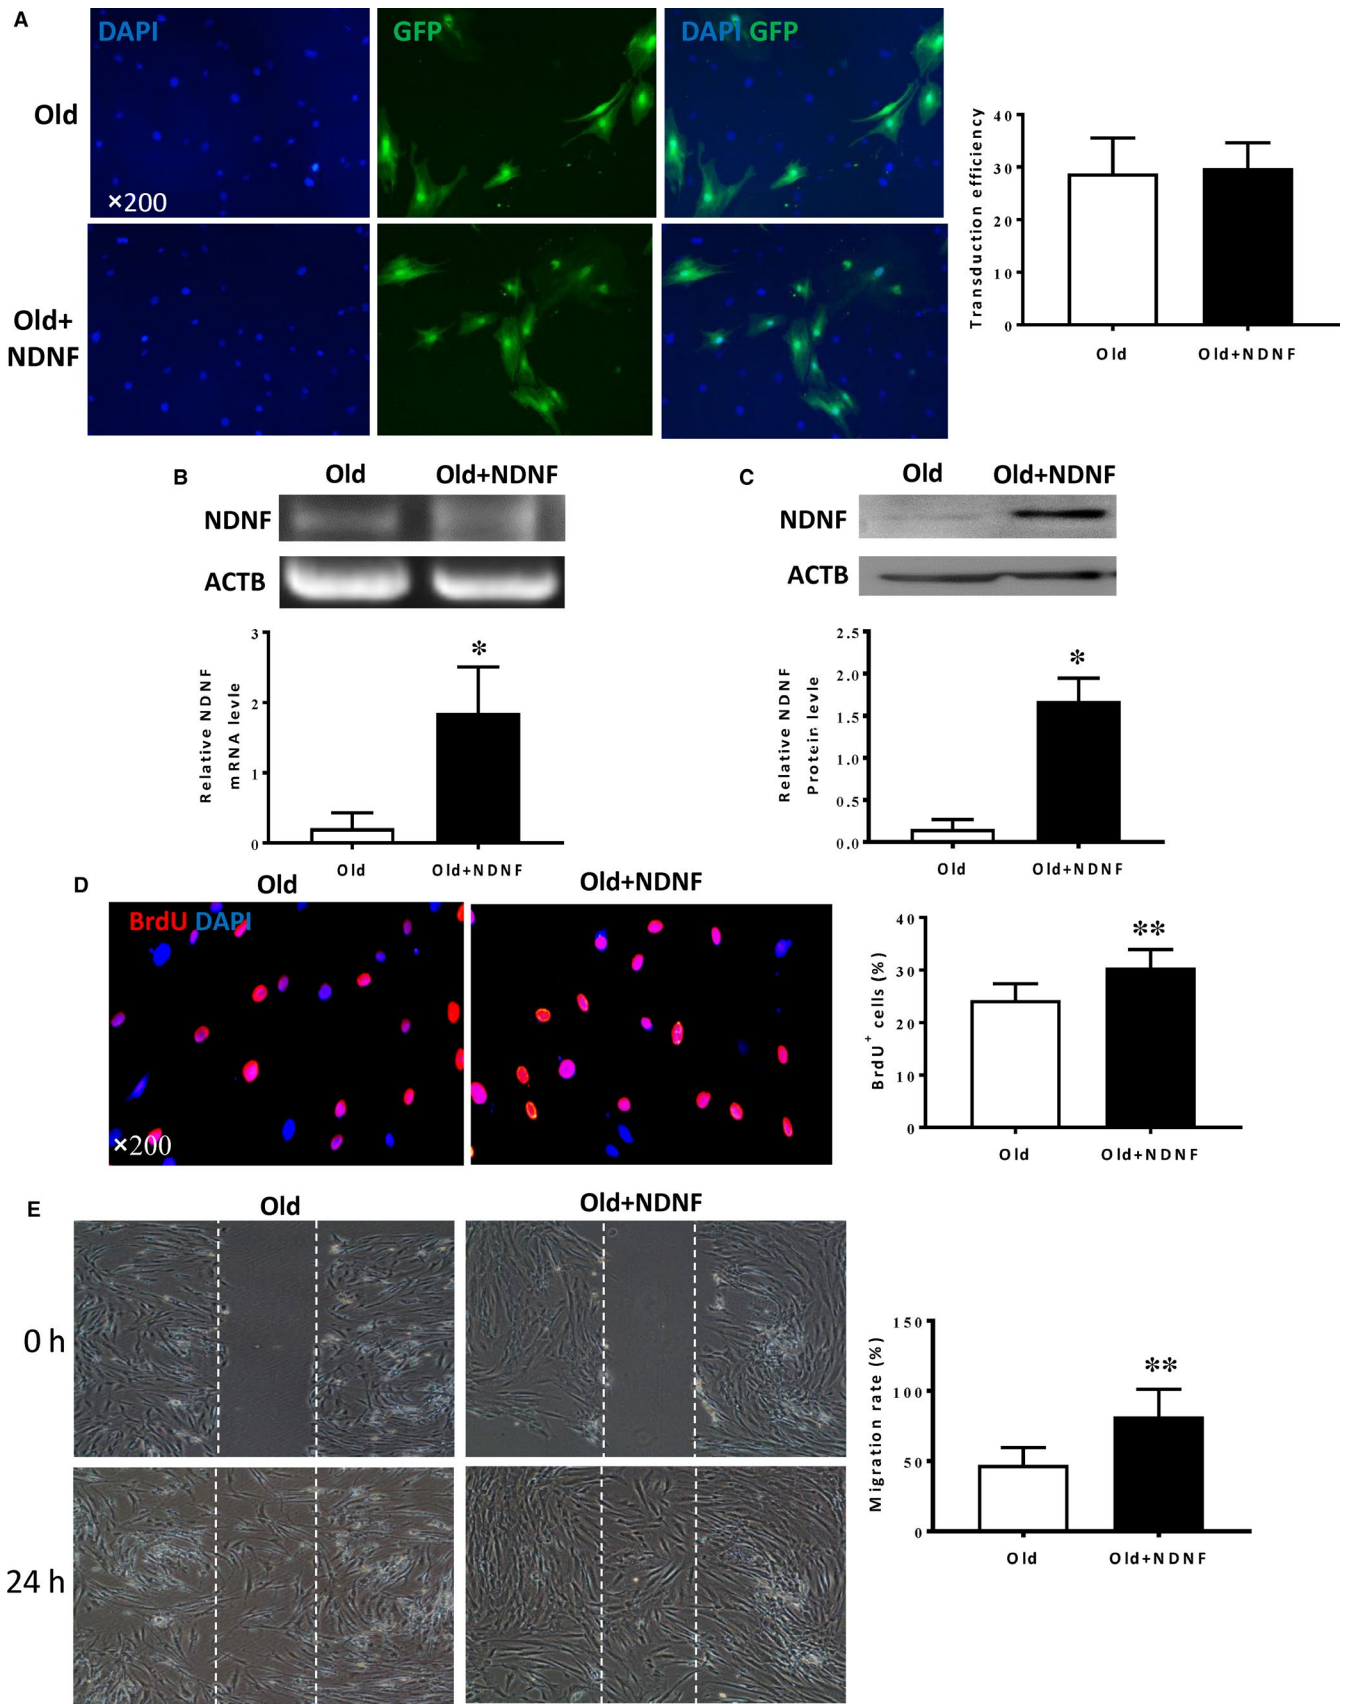 A
DAPI
GFP
DAPI GFP
Old
×200
Old+
NDNF
Transduction efficiency
40
30
20
10
0
Old
Old+NDNF
B
Old
Old+NDNF
NDNF
ACTB
Relative NDNF
mRNA levle
3
2
1
0
*
Old
Old+NDNF
C
Old
Old+NDNF
NDNF
ACTB
Relative NDNF
Protein levle
2.5
2.0
1.5
1.0
0.5
0.0
*
Old
Old+NDNF
D
Old
Old+NDNF
BrdU DAPI
×200
BrdU+ cells (%)
40
30
20
10
0
**
Old
Old+NDNF
E
Old
Old+NDNF
0 h
24 h
Migration rate (%)
150
100
50
0
**
Old
Old+NDNF